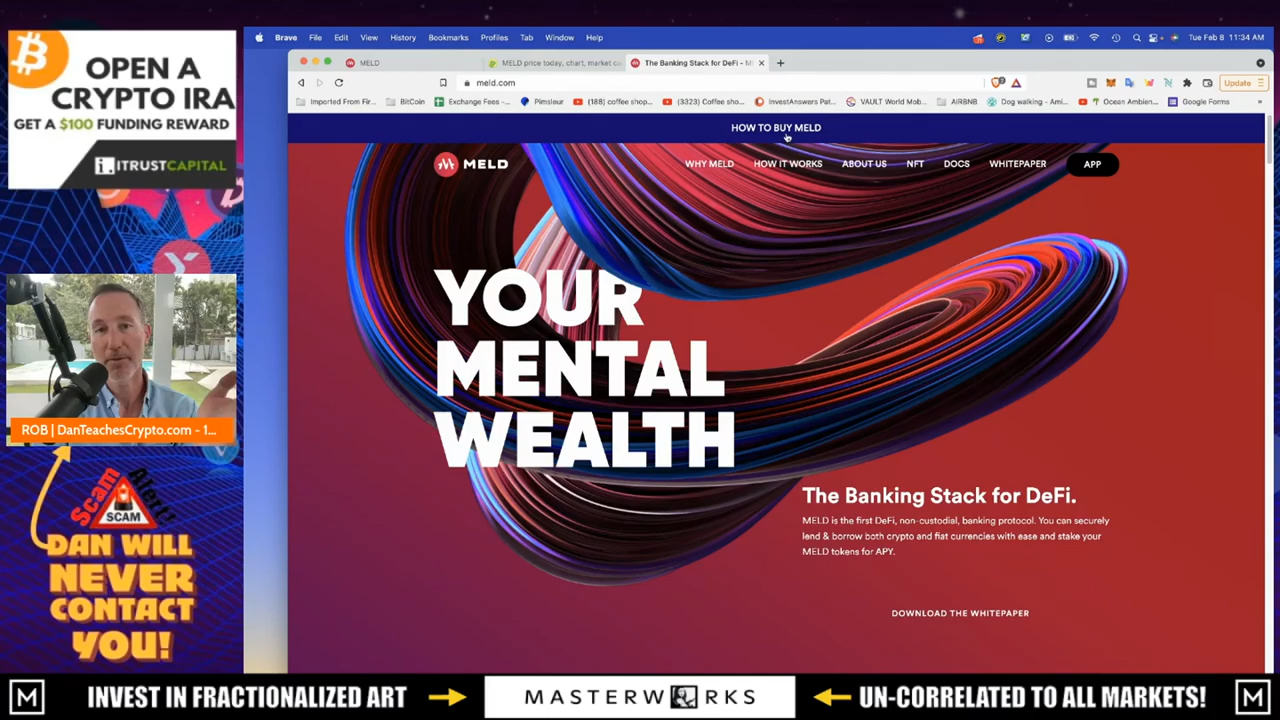 OPEN A
CRYPTO IRA
GET A $100 FUNDING REWARD
ITRUSTCAPITAL
ROB | DanTeachesCrypto.com - 1...
Scam Alert!
SCAM
DAN WILL
NEVER
CONTACT
YOU!
Brave File Edit View History Bookmarks Profiles Tab Window Help
Tue Feb 8 11:34 AM
MELD
MELD price today, chart, market ca
The Banking Stack for DeFi. - M
meld.com
Update
Imported From Fir... BitCoin Exchange Fees -... Pimsleur (188) coffee shop... (3323) Coffee sho... InvestAnswers Pat... VAULT World Mob... AIRBNB Dog walking - Ami... Ocean Ambien... Google Forms
HOW TO BUY MELD
MELD
WHY MELD HOW IT WORKS ABOUT US NFT DOCS WHITEPAPER APP
YOUR
MENTAL
WEALTH
The Banking Stack for DeFi.
MELD is the first DeFi, non-custodial, banking protocol. You can securely
lend & borrow both crypto and fiat currencies with ease and stake your
MELD tokens for APY.
DOWNLOAD THE WHITEPAPER
M INVEST IN FRACTIONALIZED ART MASTERWORKS UN-CORRELATED TO ALL MARKETS! M